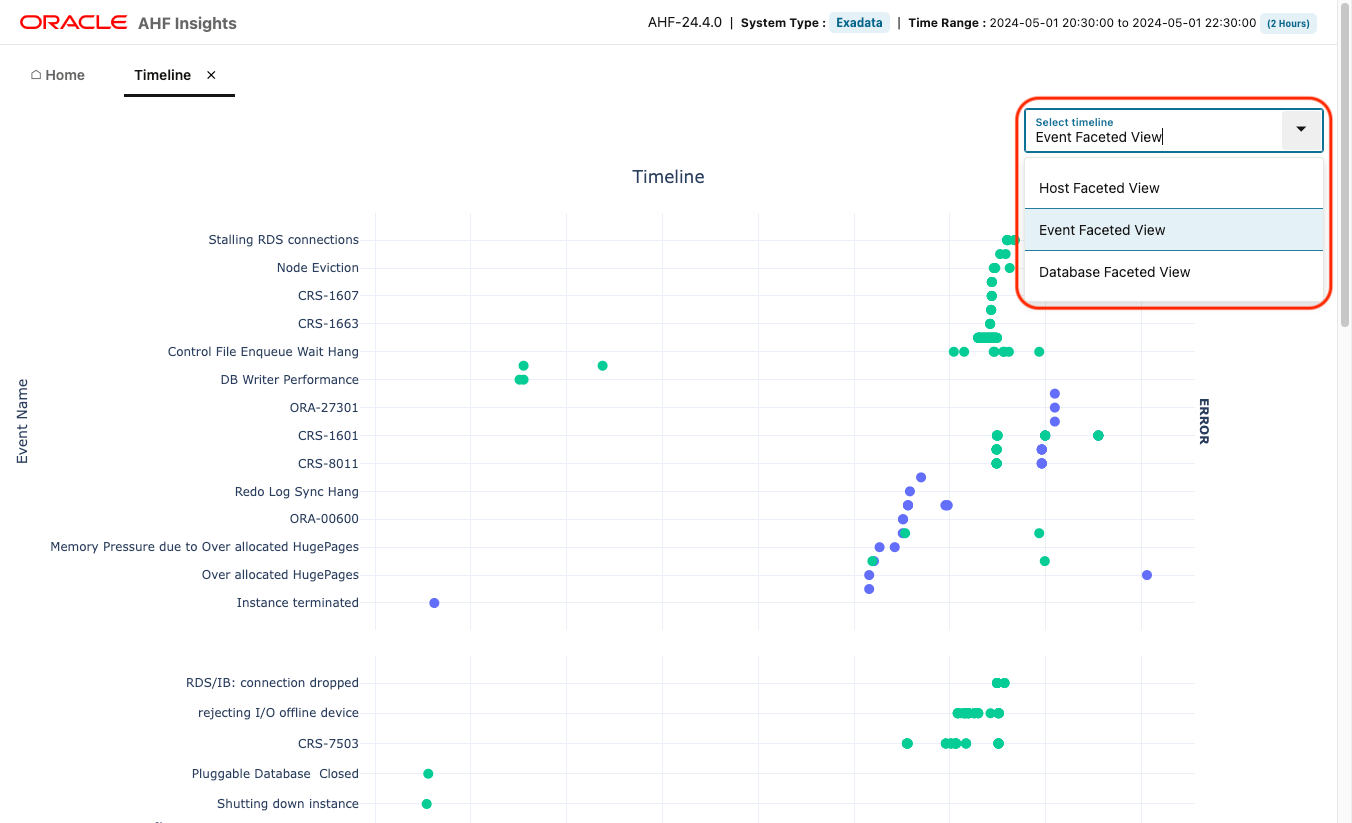 ORACLE AHF Insights
AHF-24.4.0 | System Type : Exadata | Time Range : 2024-05-01 20:30:00 to 2024-05-01 22:30:00 (2 Hours)
Home
Timeline ×
Select timeline
Event Faceted View
Host Faceted View
Event Faceted View
Database Faceted View
Timeline
Event Name
Stalling RDS connections
Node Eviction
CRS-1607
CRS-1663
Control File Enqueue Wait Hang
DB Writer Performance
ORA-27301
CRS-1601
CRS-8011
Redo Log Sync Hang
ORA-00600
Memory Pressure due to Over allocated HugePages
Over allocated HugePages
Instance terminated
ERROR
RDS/IB: connection dropped
rejecting I/O offline device
CRS-7503
Pluggable Database  Closed
Shutting down instance